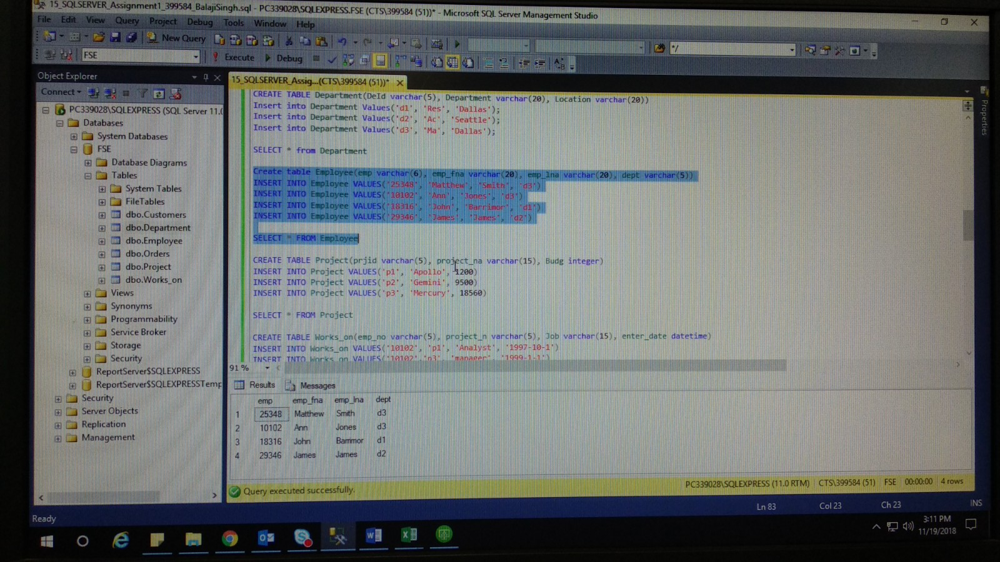 15_SQLSERVER_Assignment1_399584_BalajiSingh.sql - PC339028\SQLEXPRESS.FSE (CTS\399584 (51))* - Microsoft SQL Server Management Studio
File Edit View Query Project Debug Tools Window Help
New Query
*/
FSE
Execute
Debug
Object Explorer
Connect
PC339028\SQLEXPRESS (SQL Server 11.0
Databases
System Databases
FSE
Database Diagrams
Tables
System Tables
FileTables
dbo.Customers
dbo.Department
dbo.Employee
dbo.Orders
dbo.Project
dbo.Works_on
Views
Synonyms
Programmability
Service Broker
Storage
Security
ReportServer$SQLEXPRESS
ReportServer$SQLEXPRESSTemp
Security
Server Objects
Replication
Management
15_SQLSERVER_Assig...(CTS\399584 (51))*
Properties
CREATE TABLE Department(DeId varchar(5), Department varchar(20), Location varchar(20))
Insert into Department Values('d1', 'Res', 'Dallas');
Insert into Department Values('d2', 'Ac', 'Seattle');
Insert into Department Values('d3', 'Ma', 'Dallas');
SELECT * from Department
Create table Employee(emp varchar(6), emp_fna varchar(20), emp_lna varchar(20), dept varchar(5))
INSERT INTO Employee VALUES('25348', 'Matthew', 'Smith', 'd3')
INSERT INTO Employee VALUES('10102', 'Ann', 'Jones', 'd3')
INSERT INTO Employee VALUES('18316', 'John', 'Barrimor', 'd1')
INSERT INTO Employee VALUES('29346', 'James', 'James', 'd2')
SELECT * FROM Employee
CREATE TABLE Project(prjid varchar(5), project_na varchar(15), Budg integer)
INSERT INTO Project VALUES('p1', 'Apollo', 1200)
INSERT INTO Project VALUES('p2', 'Gemini', 9500)
INSERT INTO Project VALUES('p3', 'Mercury', 18560)
SELECT * FROM Project
CREATE TABLE Works_on(emp_no varchar(5), project_n varchar(5), Job varchar(15), enter_date datetime)
INSERT INTO Works_on VALUES('10102', 'p1', 'Analyst', '1997-10-1')
INSERT INTO Works_on VALUES('10102','p3', 'manager', '1999-1-1')
91 %
Results Messages
emp emp_fna emp_lna dept
1 25348 Matthew Smith d3
2 10102 Ann Jones d3
3 18316 John Barrimor d1
4 29346 James James d2
Query executed successfully.
PC339028\SQLEXPRESS (11.0 RTM) CTS\399584 (51) FSE 00:00:00 4 rows
Ready
Ln 83
Col 23
Ch 23
INS
3:11 PM
11/19/2018